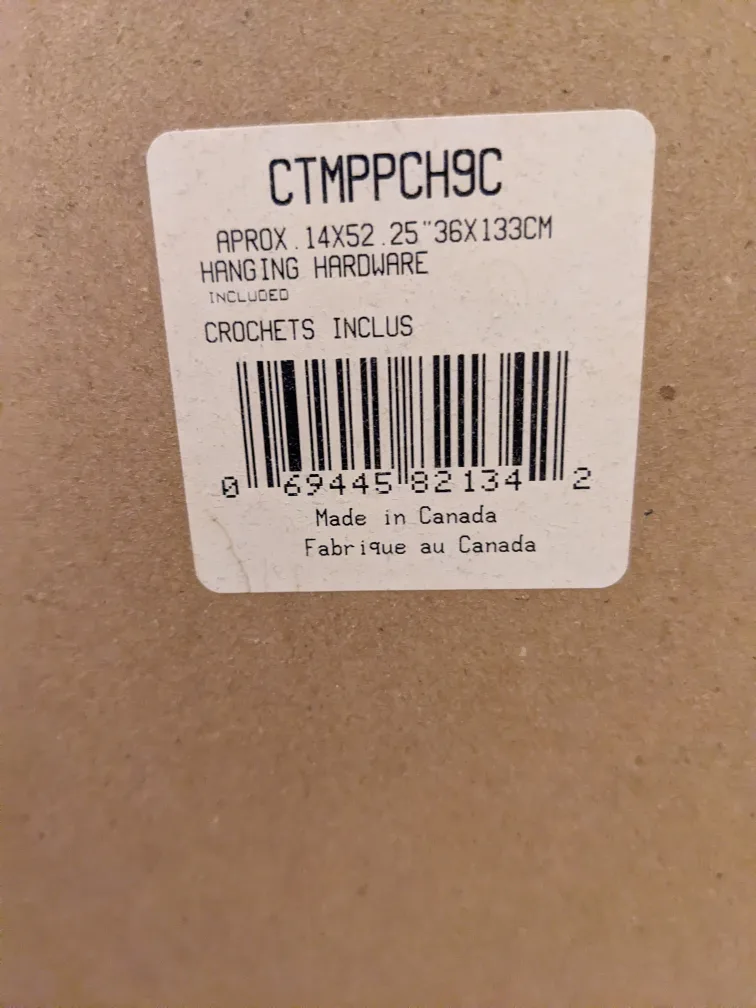 CTMPPCH9C
APROX.14X52.25"36X133CM
HANGING HARDWARE
INCLUDED
CROCHETS INCLUS
0 69445 82134 2
Made in Canada
Fabrique au Canada